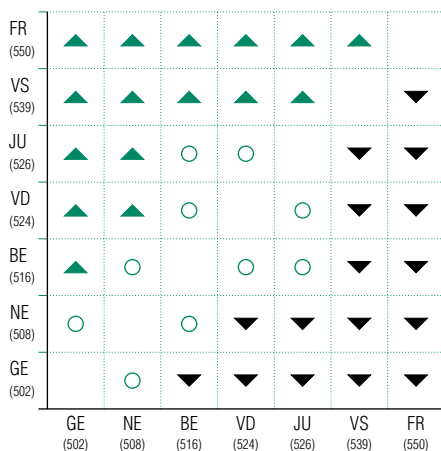 FR
(550)
VS
(539)
JU
(526)
VD
(524)
BE
(516)
NE
(508)
GE
(502)
GE NE BE VD JU VS FR
(502) (508) (516) (524) (526) (539) (550)